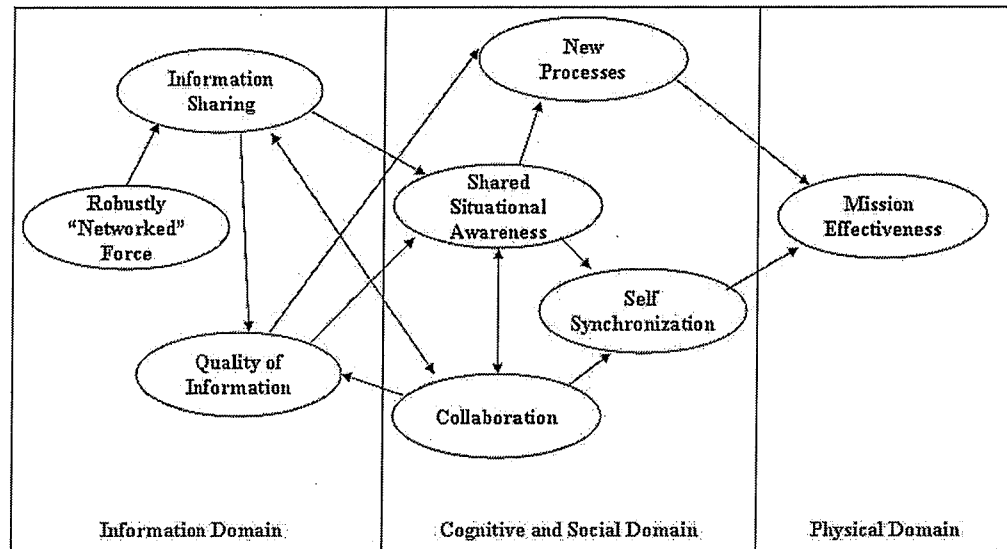 New
Processes
Information
Sharing
Shared
Situational
Awareness
Robustly
“Networked”
Force
Mission
Effectiveness
Self
Synchronization
Quality of
Information
Collaboration
Information Domain
Cognitive and Social Domain
Physical Domain